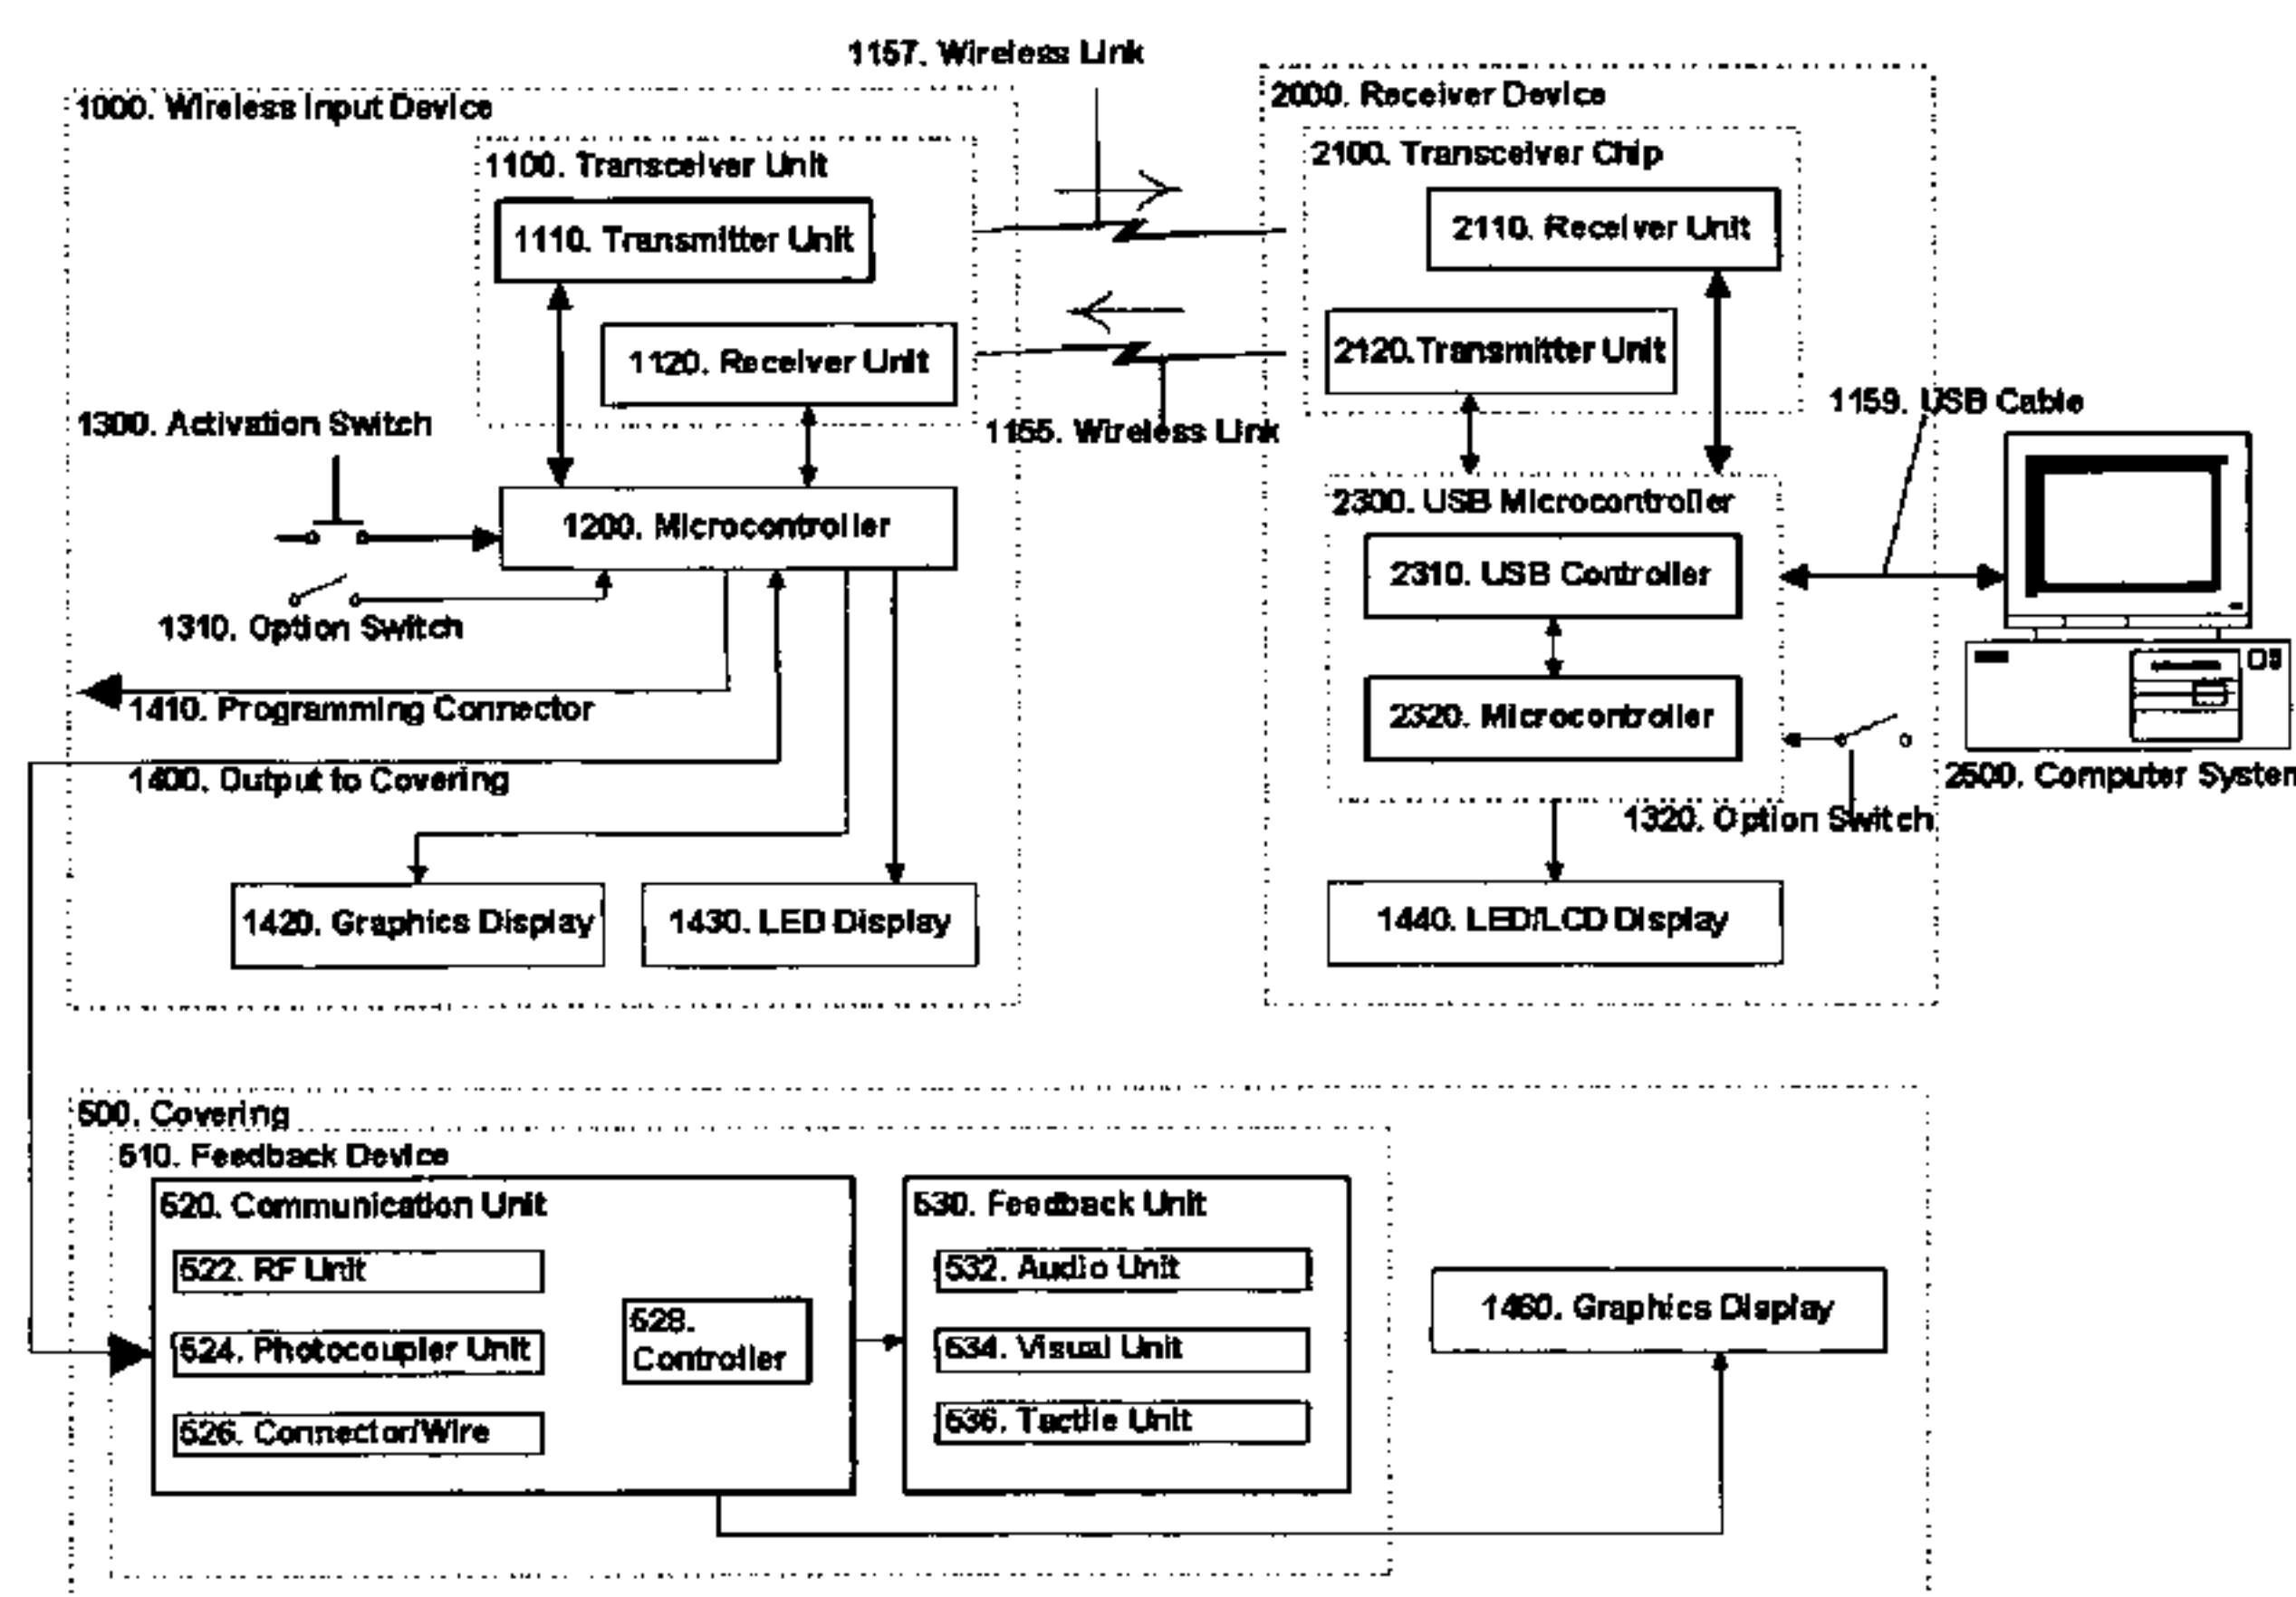 1157. Wireless Link
1000. Wireless Input Device
1100. Transceiver Unit
1110. Transmitter Unit
1120. Receiver Unit
1300. Activation Switch
1200. Microcontroller
1310. Option Switch
1410. Programming Connector
1400. Output to Covering
1420. Graphics Display
1430. LED Display
1155. Wireless Link
2000. Receiver Device
2100. Transceiver Chip
2110. Receiver Unit
2120.Transmitter Unit
1159. USB Cable
2300. USB Microcontroller
2310. USB Controller
2320. Microcontroller
2500. Computer System
1320. Option Switch
1440. LED/LCD Display
500. Covering
510. Feedback Device
520. Communication Unit
522. RF Unit
524. Photocoupler Unit
526. Connector/Wire
528.
Controller
530. Feedback Unit
532. Audio Unit
534. Visual Unit
536. Tactile Unit
1460. Graphics Display